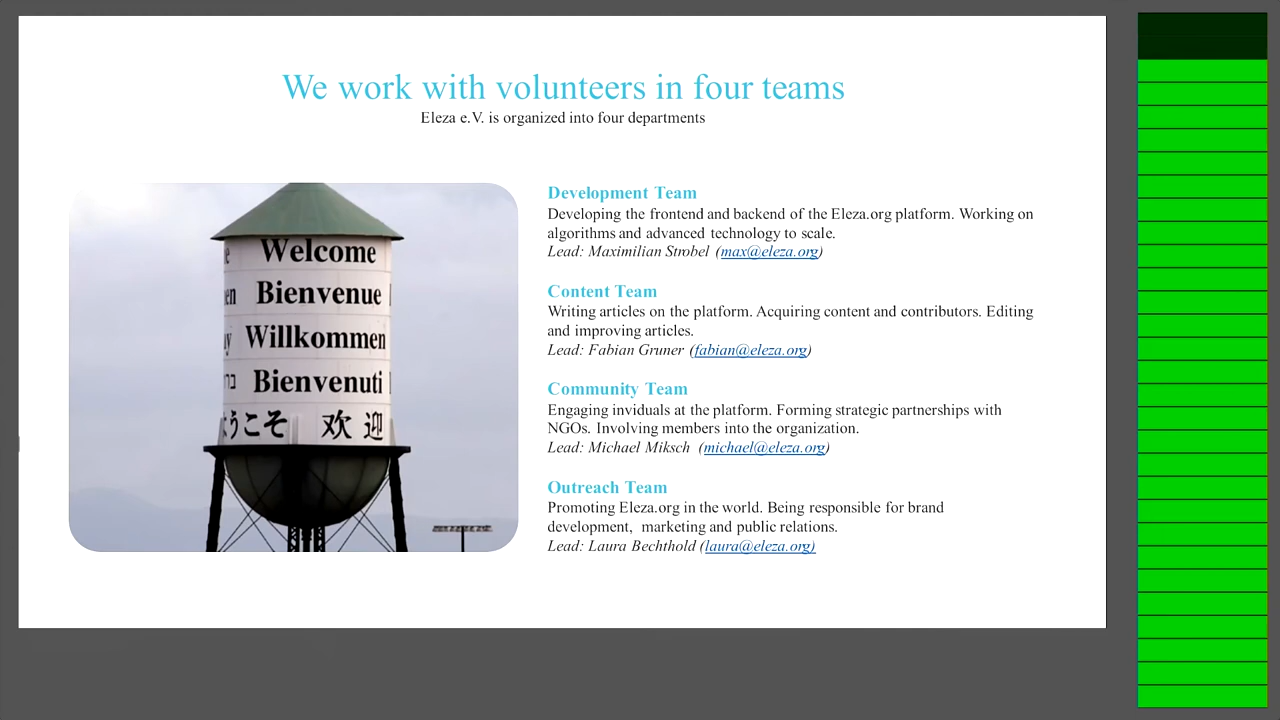 We work with volunteers in four teams
Eleza e.V. is organized into four departments
Welcome
Bienvenue
Willkommen
Bienvenuti
ようこそ 欢迎
Development Team
Developing the frontend and backend of the Eleza.org platform. Working on
algorithms and advanced technology to scale.
Lead: Maximilian Strobel (max@eleza.org)
Content Team
Writing articles on the platform. Acquiring content and contributors. Editing
and improving articles.
Lead: Fabian Gruner (fabian@eleza.org)
Community Team
Engaging inviduals at the platform. Forming strategic partnerships with
NGOs. Involving members into the organization.
Lead: Michael Miksch (michael@eleza.org)
Outreach Team
Promoting Eleza.org in the world. Being responsible for brand
development, marketing and public relations.
Lead: Laura Bechthold (laura@eleza.org)